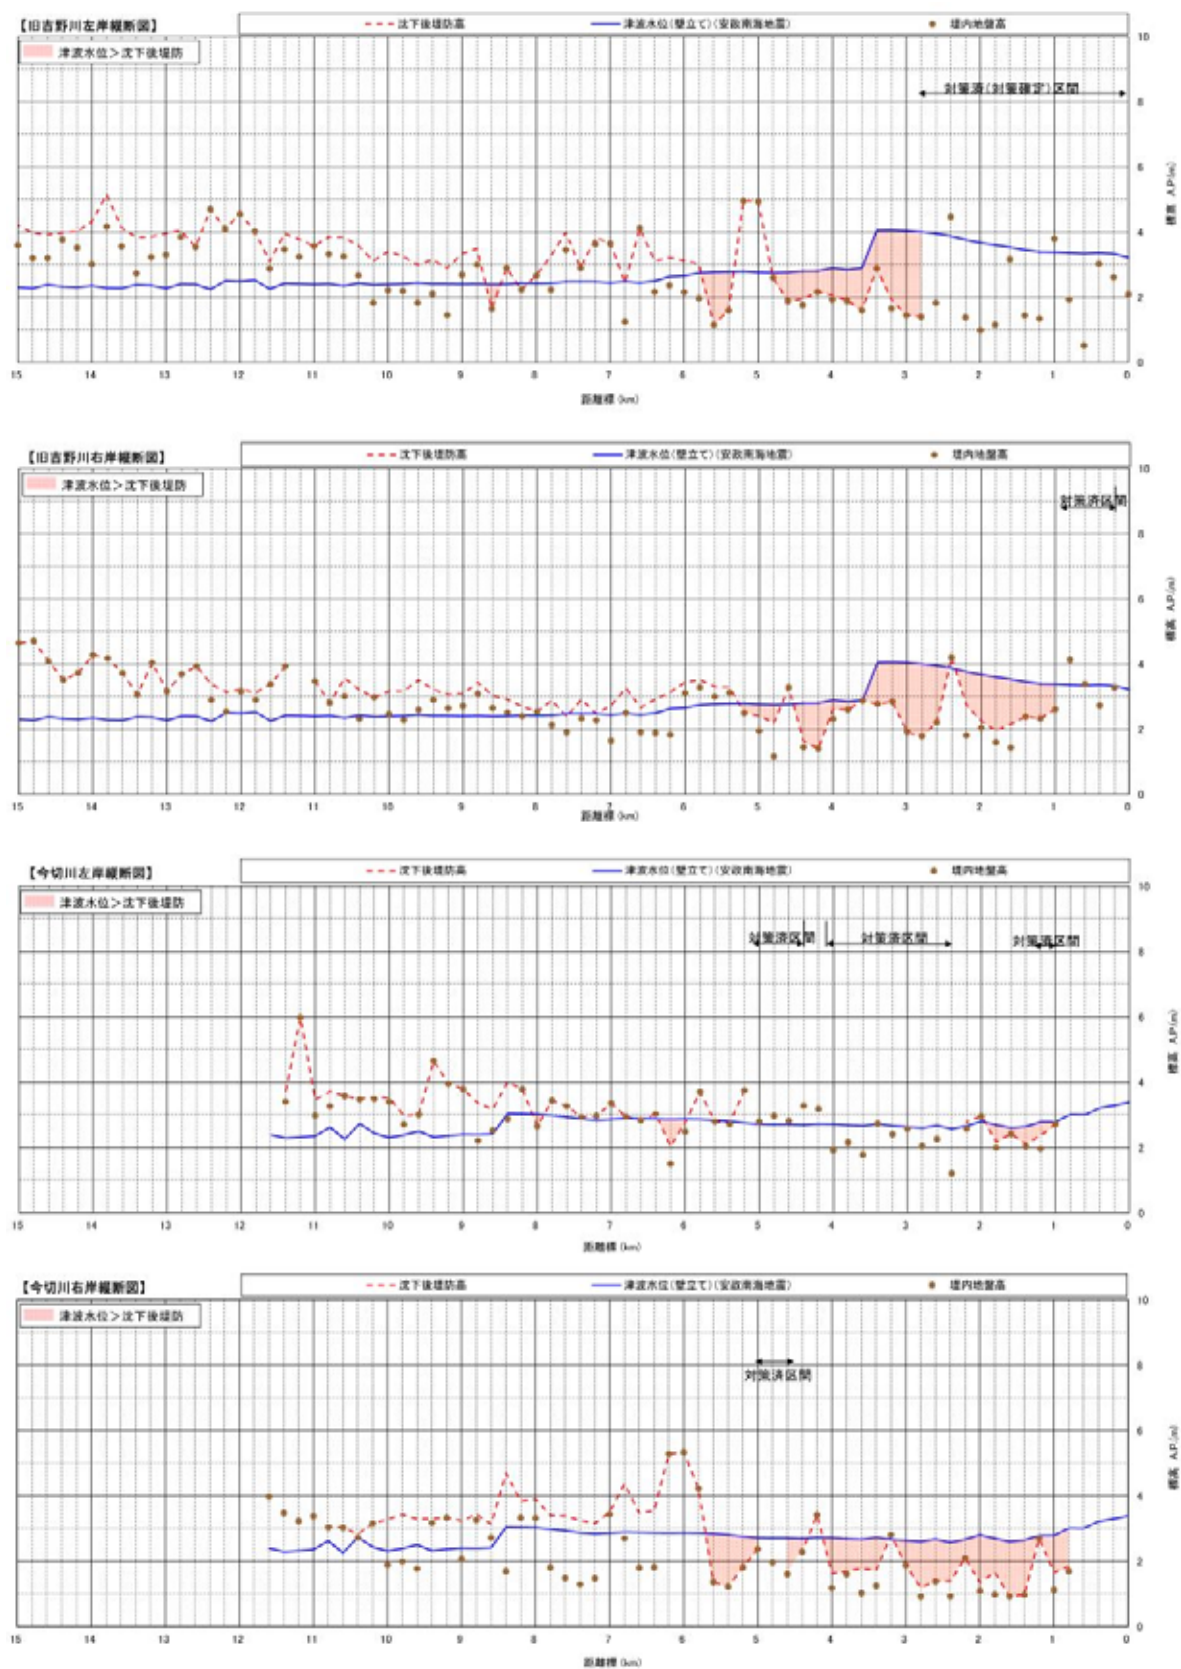 【旧吉野川左岸縦断図】
沈下後堤防高 津波水位(壁立て)(安政南海地震) 堤内地盤高
津波水位>沈下後堤防
対策済(対策確定)区間
10
8
6
4
2
0
標高 A.P.(m)
15 14 13 12 11 10 9 8 7 6 5 4 3 2 1 0
距離標(km)
【旧吉野川右岸縦断図】
沈下後堤防高 津波水位(壁立て)(安政南海地震) 堤内地盤高
津波水位>沈下後堤防
対策済区間
10
8
6
4
2
0
標高 A.P.(m)
15 14 13 12 11 10 9 8 7 6 5 4 3 2 1 0
距離標(km)
【今切川左岸縦断図】
沈下後堤防高 津波水位(壁立て)(安政南海地震) 堤内地盤高
津波水位>沈下後堤防
対策済区間 対策済区間 対策済区間
10
8
6
4
2
0
標高 A.P.(m)
15 14 13 12 11 10 9 8 7 6 5 4 3 2 1 0
距離標(km)
【今切川右岸縦断図】
沈下後堤防高 津波水位(壁立て)(安政南海地震) 堤内地盤高
津波水位>沈下後堤防
対策済区間
10
8
6
4
2
0
標高 A.P.(m)
15 14 13 12 11 10 9 8 7 6 5 4 3 2 1 0
距離標(km)